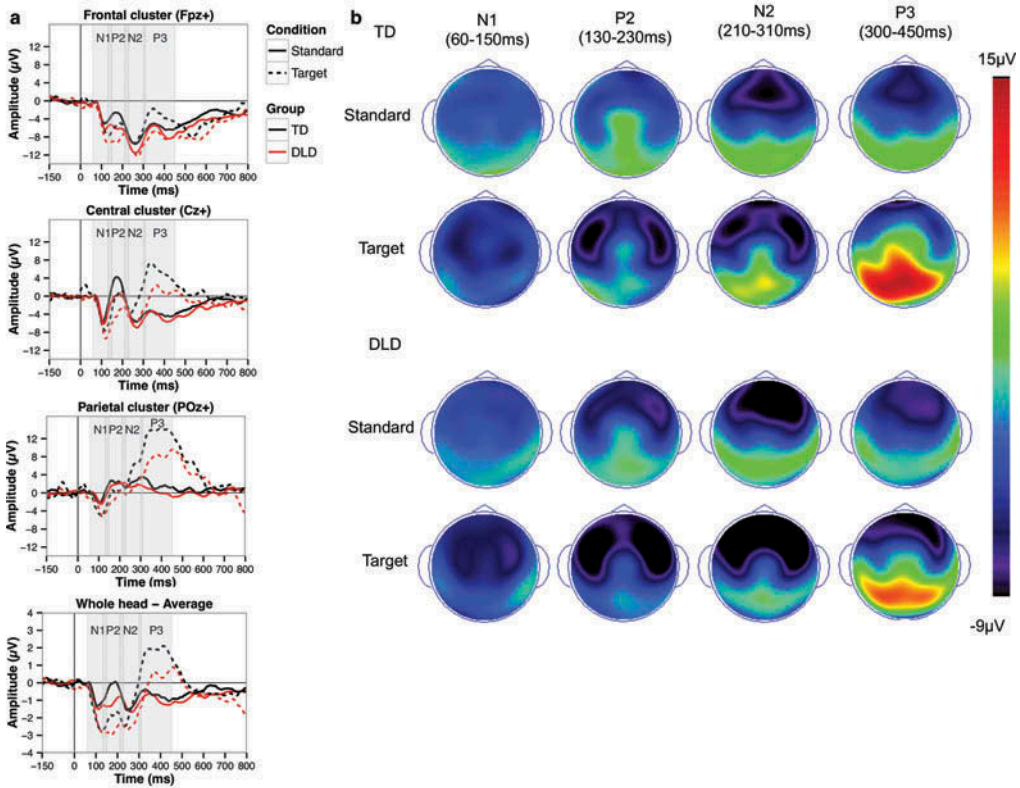 a
Frontal cluster (Fpz+)
N1 P2 N2 P3
12
8
4
0
-4
-8
-12
Amplitude (µV)
-150 0 100 200 300 400 500 600 700 800
Time (ms)
Condition
Standard
Target
Group
TD
DLD
Central cluster (Cz+)
N1 P2 N2 P3
12
8
4
0
-4
-8
-12
Amplitude (µV)
-150 0 100 200 300 400 500 600 700 800
Time (ms)
Parietal cluster (POz+)
N1 P2 N2 P3
12
8
4
0
-4
-8
-12
Amplitude (µV)
-150 0 100 200 300 400 500 600 700 800
Time (ms)
Whole head – Average
N1 P2 N2 P3
4
3
2
1
0
-1
-2
-3
-4
Amplitude (µV)
-150 0 100 200 300 400 500 600 700 800
Time (ms)
b
N1 P2 N2 P3
(60-150ms) (130-230ms) (210-310ms) (300-450ms)
TD
Standard
Target
DLD
Standard
Target
15µV
-9µV